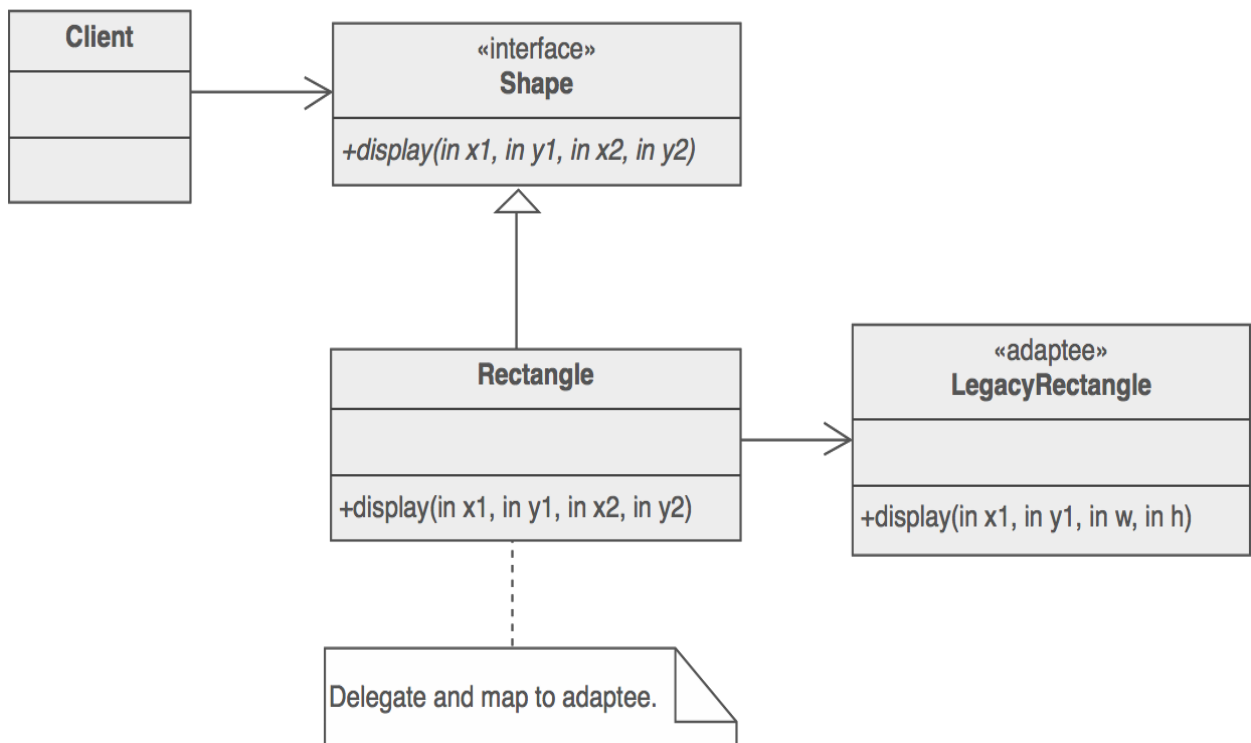 Client
«interface»
Shape
+display(in x1, in y1, in x2, in y2)
Rectangle
+display(in x1, in y1, in x2, in y2)
«adaptee»
LegacyRectangle
+display(in x1, in y1, in w, in h)
Delegate and map to adaptee.